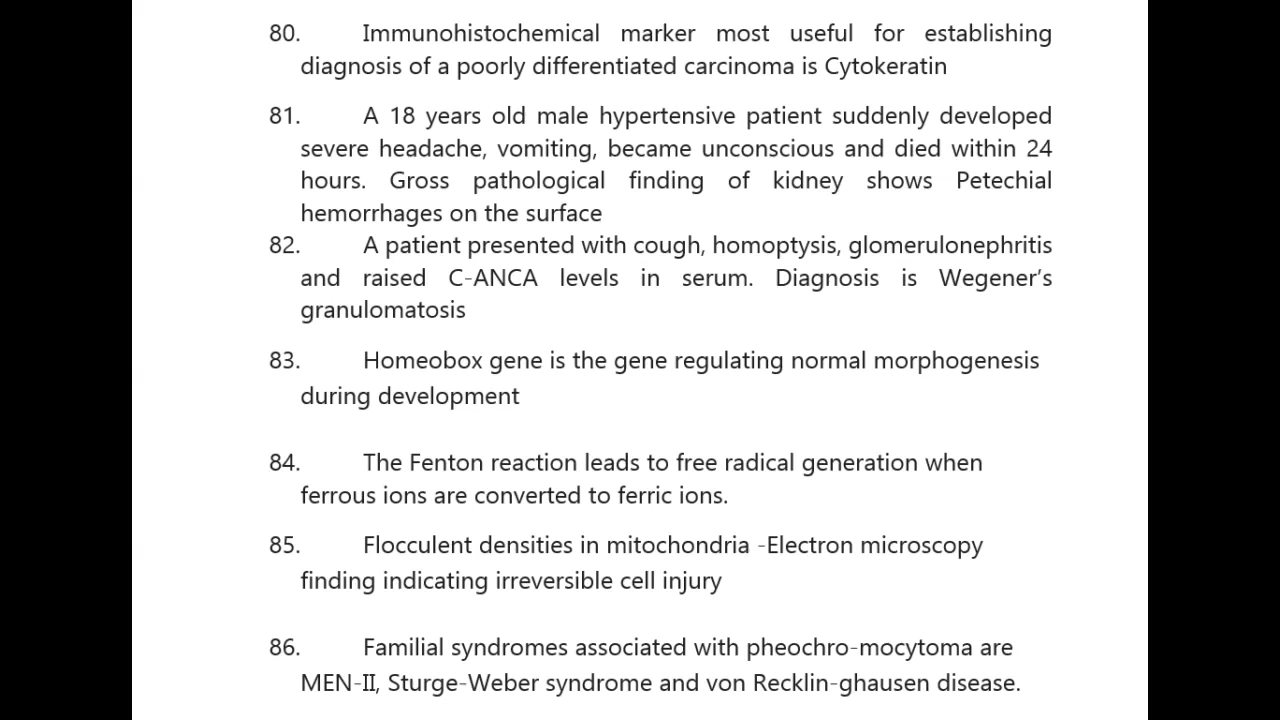 80. Immunohistochemical marker most useful for establishing
diagnosis of a poorly differentiated carcinoma is Cytokeratin
81. A 18 years old male hypertensive patient suddenly developed
severe headache, vomiting, became unconscious and died within 24
hours. Gross pathological finding of kidney shows Petechial
hemorrhages on the surface
82. A patient presented with cough, homoptysis, glomerulonephritis
and raised C-ANCA levels in serum. Diagnosis is Wegener’s
granulomatosis
83. Homeobox gene is the gene regulating normal morphogenesis
during development
84. The Fenton reaction leads to free radical generation when
ferrous ions are converted to ferric ions.
85. Flocculent densities in mitochondria -Electron microscopy
finding indicating irreversible cell injury
86. Familial syndromes associated with pheochro-mocytoma are
MEN-II, Sturge-Weber syndrome and von Recklin-ghausen disease.